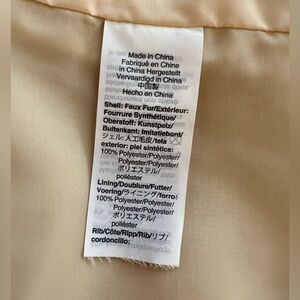 Made in China
Fabriqué en Chine
in China Hergestellt
Vervaardigd in China
中国製
Hecho en China
Shell: Faux Fur/Extérieur:
Fourrure Synthétique/
Oberstoff: Kunstpelz/
Buitenkant: imitatiebont/
シェル: 人工毛皮/tela
exterior: piel sintética:
100% Polyester/Polyester/
Polyester/Polyester/
ポリエステル/
poliéster
Lining/Doublure/Futter/
Voering/ライニング/forro:
100% Polyester/Polyester/
Polyester/Polyester/
ポリエステル/
poliéster
Rib/Côte/Ripp/Rib/リブ/
cordoncillo: